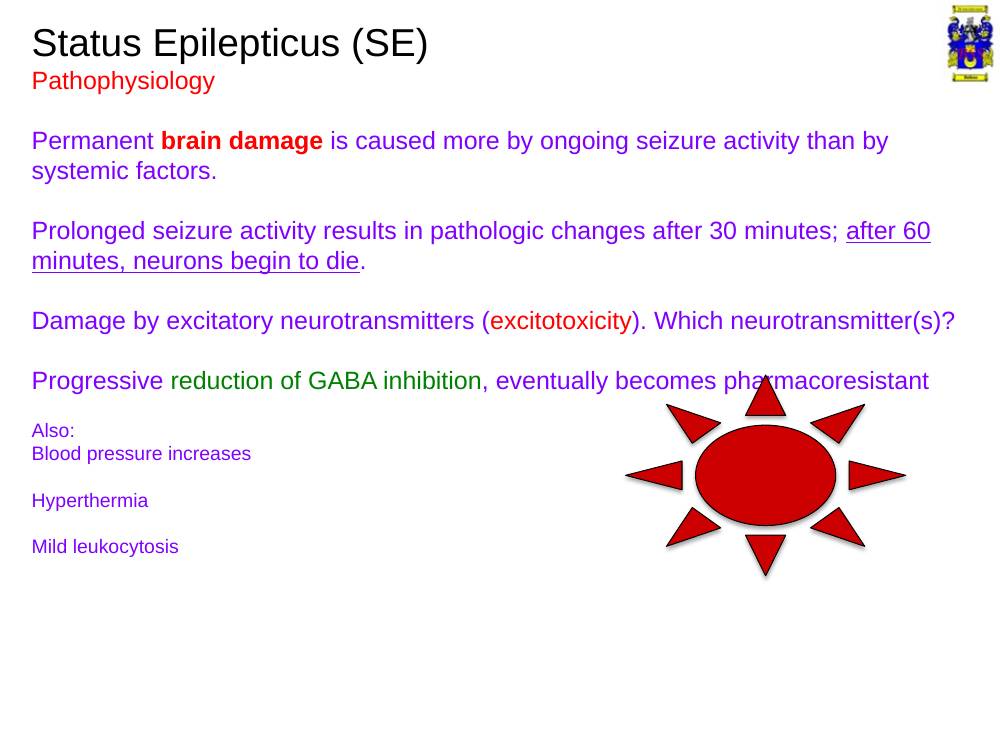 Status Epilepticus (SE)
Pathophysiology
Permanent brain damage is caused more by ongoing seizure activity than by
systemic factors.
Prolonged seizure activity results in pathologic changes after 30 minutes; after 60
minutes, neurons begin to die.
Damage by excitatory neurotransmitters (excitotoxicity). Which neurotransmitter(s)?
Progressive reduction of GABA inhibition, eventually becomes pharmacoresistant
Also:
Blood pressure increases
Hyperthermia
Mild leukocytosis